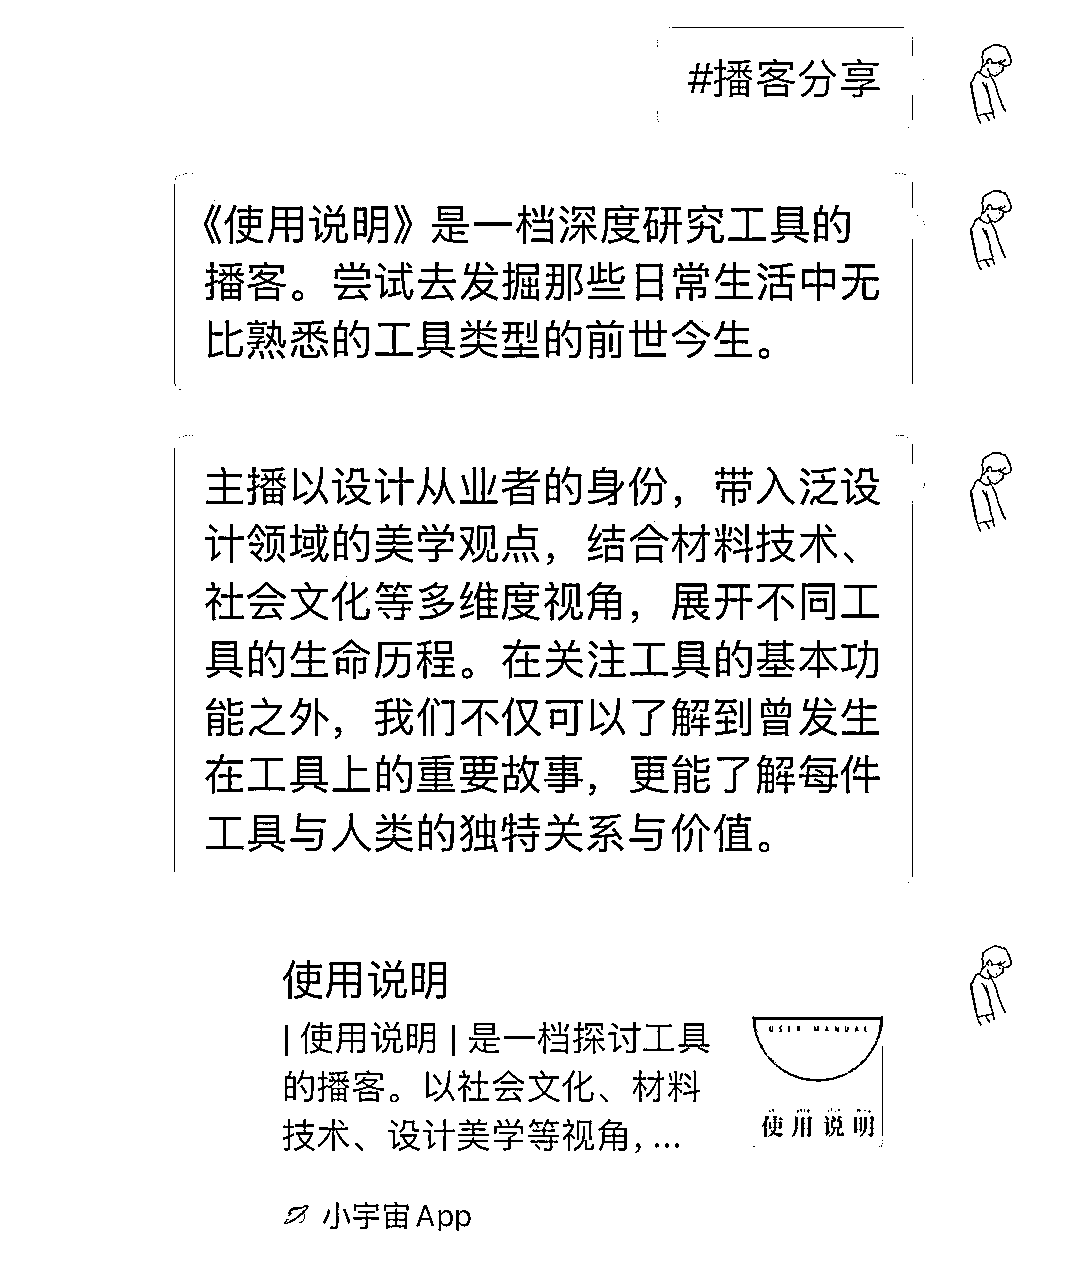 #播客分享
《使用说明》是一档深度研究工具的
播客。尝试去发掘那些日常生活中无
比熟悉的工具类型的前世今生。
主播以设计从业者的身份，带入泛设
计领域的美学观点，结合材料技术、
社会文化等多维度视角，展开不同工
具的生命历程。在关注工具的基本功
能之外，我们不仅可以了解到曾发生
在工具上的重要故事，更能了解每件
工具与人类的独特关系与价值。
使用说明
| 使用说明 | 是一档探讨工具
的播客。以社会文化、材料
技术、设计美学等视角, ...
USER MANUAL
使用说明
小宇宙App